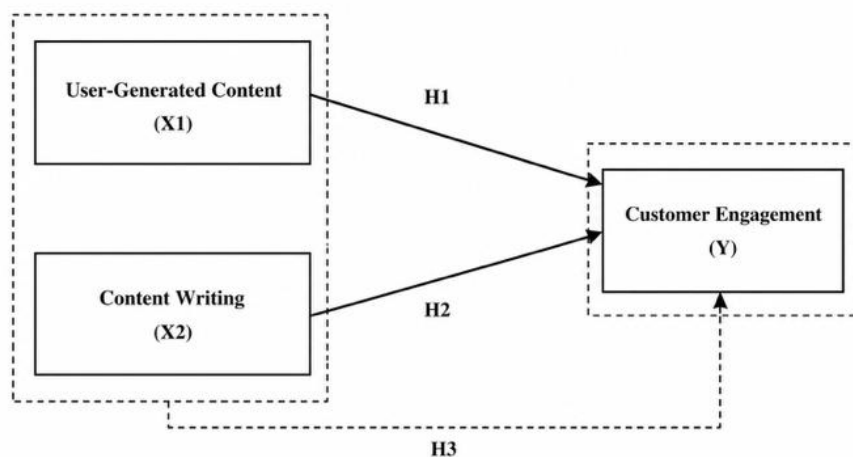 User-Generated Content
(X1)
H1
Customer Engagement
(Y)
Content Writing
(X2)
H2
H3